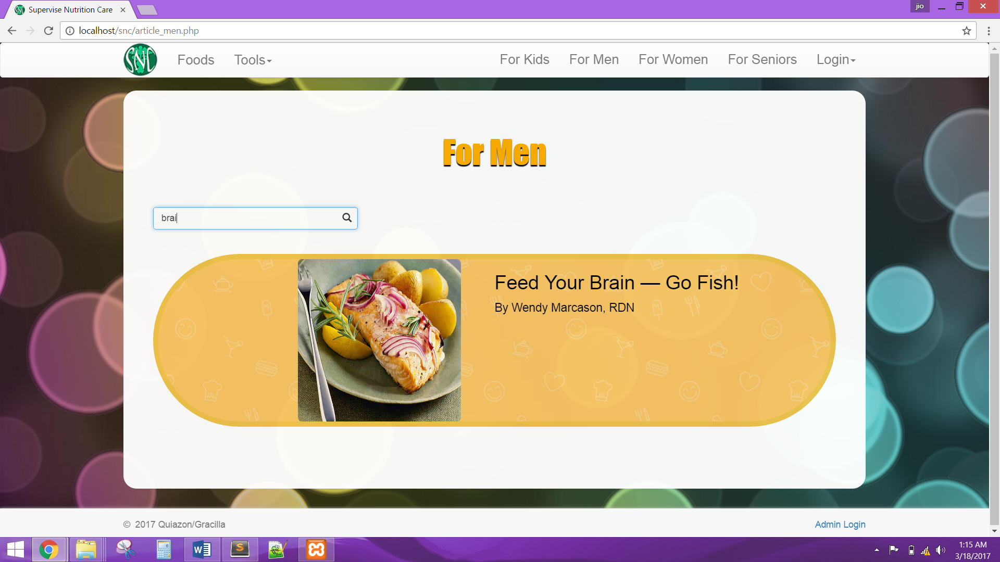 Supervise Nutrition Care
jio
localhost/snc/article_men.php
SNC
Foods
Tools
For Kids
For Men
For Women
For Seniors
Login
For Men
brai
Feed Your Brain — Go Fish!
By Wendy Marcason, RDN
© 2017 Quiazon/Gracilla
Admin Login
1:15 AM
3/18/2017